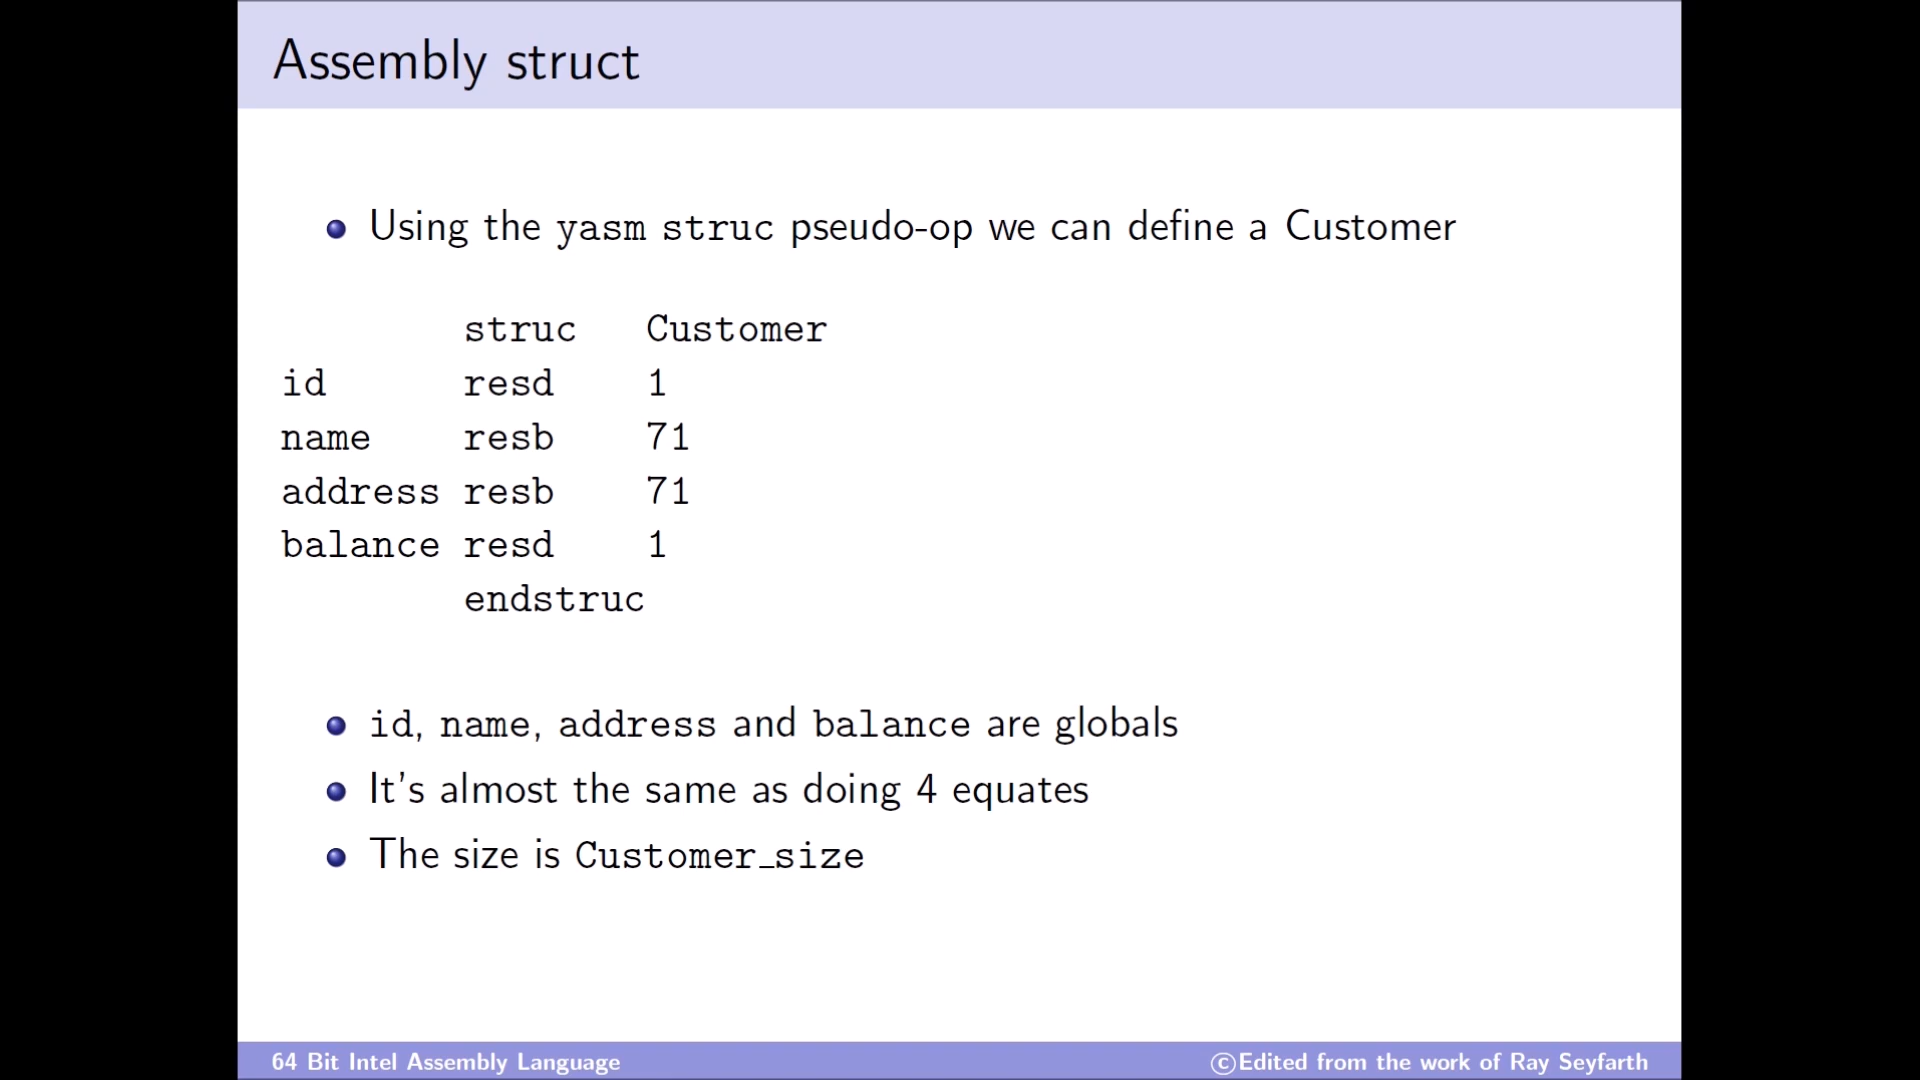 Assembly struct
Using the yasm struc pseudo-op we can define a Customer
struc Customer
id resd 1
name resb 71
address resb 71
balance resd 1
endstruc
id, name, address and balance are globals
It's almost the same as doing 4 equates
The size is Customer_size
64 Bit Intel Assembly Language
©Edited from the work of Ray Seyfarth